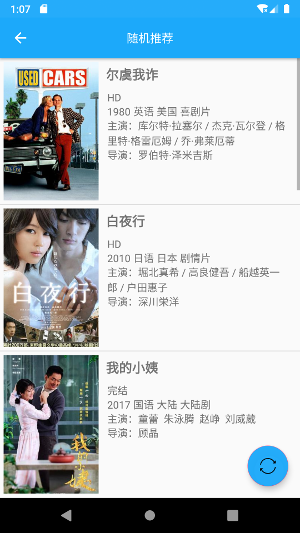 1:07
随机推荐
USED CARS
尔虞我诈
HD
1980 英语 美国 喜剧片
主演：库尔特·拉塞尔 / 杰克·瓦尔登 / 格
里特·格雷厄姆 / 乔·弗莱厄蒂
导演：罗伯特·泽米吉斯
白夜行
白夜行
HD
2010 日语 日本 剧情片
主演：堀北真希 / 高良健吾 / 船越英一
郎 / 户田惠子
导演：深川栄洋
我的小姨
我的小姨
完结
2017 国语 大陆 大陆剧
主演：童蕾 朱泳腾 赵峥 刘威葳
导演：顾晶